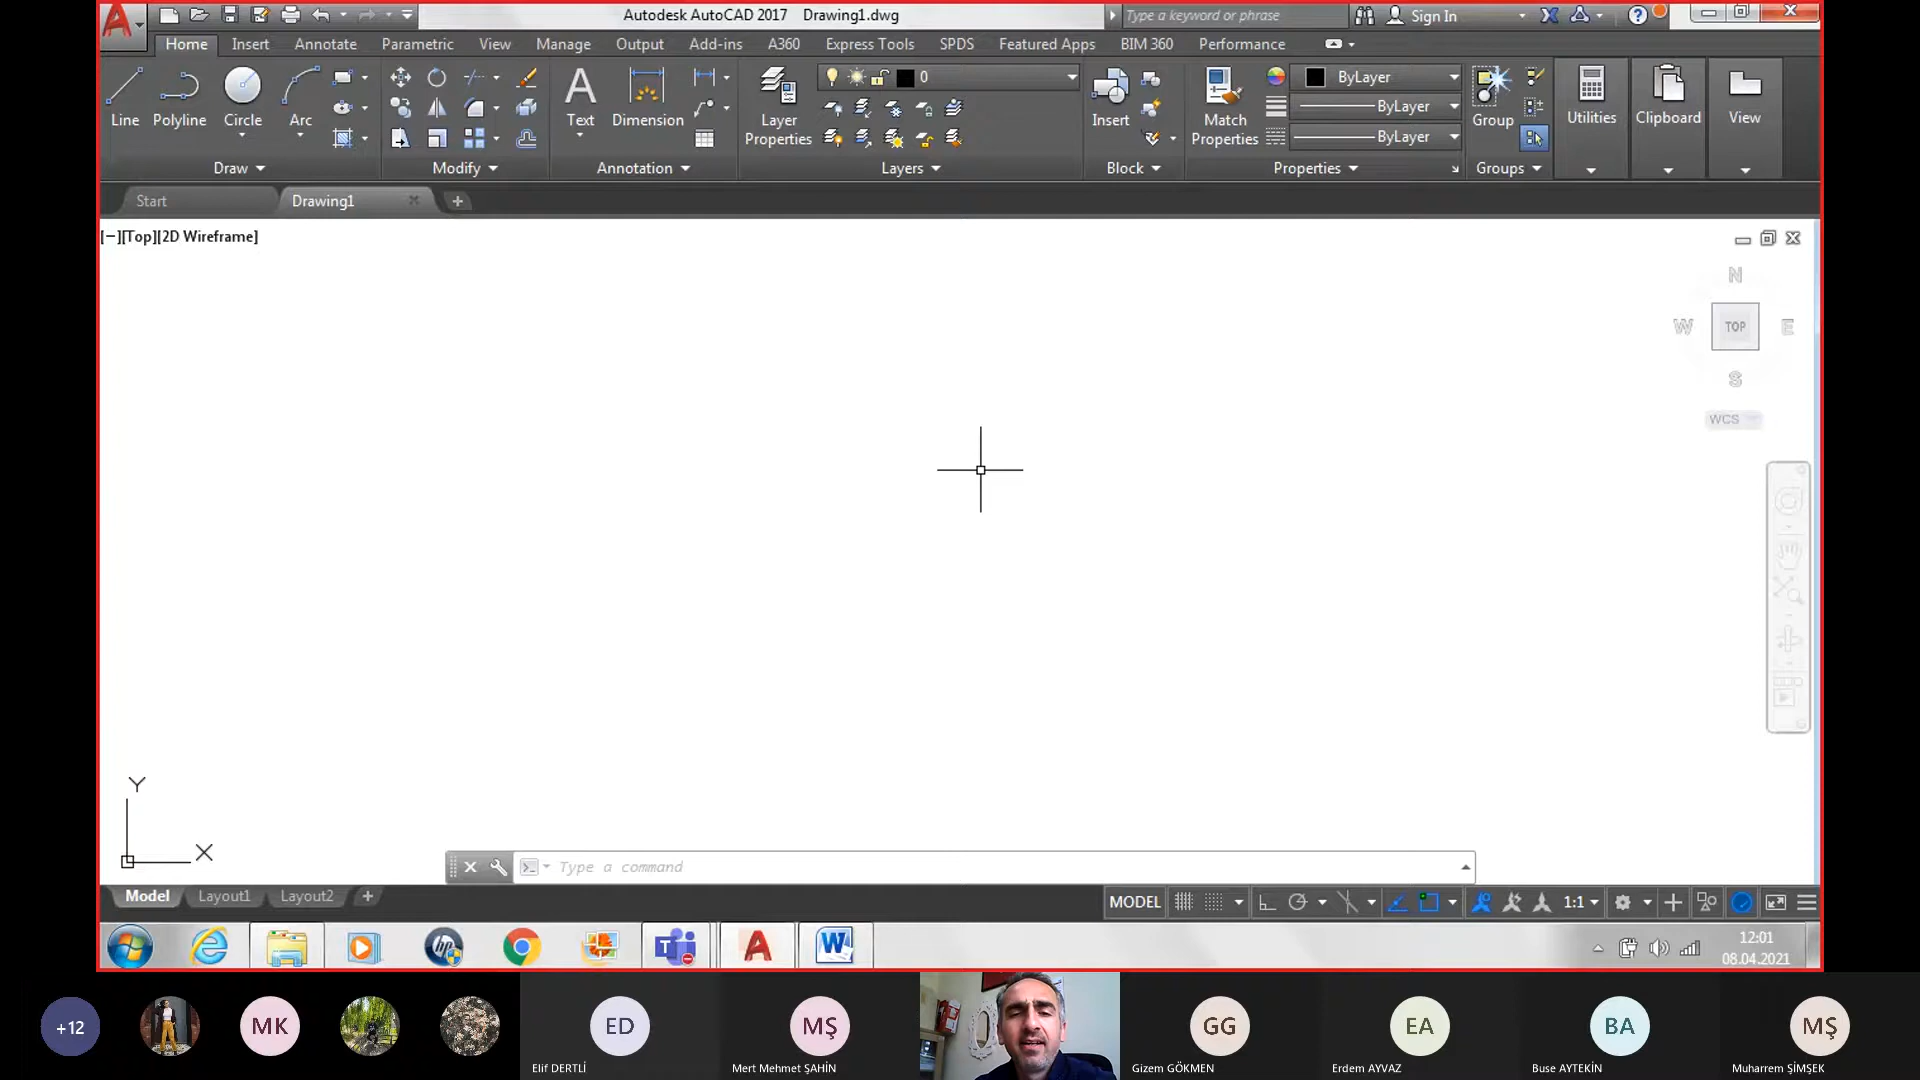 Autodesk AutoCAD 2017 Drawing1.dwg
Type a keyword or phrase
Sign In
Home Insert Annotate Parametric View Manage Output Add-ins A360 Express Tools SPDS Featured Apps BIM 360 Performance
Line Polyline Circle Arc
Text Dimension
Layer Properties
0
Insert
Match Properties
ByLayer
ByLayer
ByLayer
Group
Utilities
Clipboard
View
Draw Modify Annotation Layers Block Properties Groups
Start Drawing1
[−][Top][2D Wireframe]
N
W TOP E
S
WCS
Y
X
Type a command
Model Layout1 Layout2
MODEL 1:1
12:01
08.04.2021
+12 MK ED MŞ GG EA BA MŞ
Elif DERTLİ Mert Mehmet ŞAHİN Gizem GÖKMEN Erdem AYVAZ Buse AYTEKİN Muharrem ŞİMŞEK